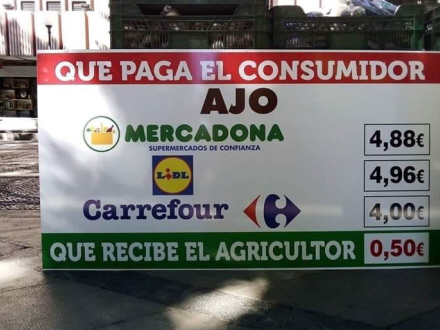 QUE PAGA EL CONSUMIDOR
AJO
MERCADONA 4,88€
SUPERMERCADOS DE CONFIANZA
LIDL 4,96€
Carrefour 4,00€
QUE RECIBE EL AGRICULTOR 0,50€